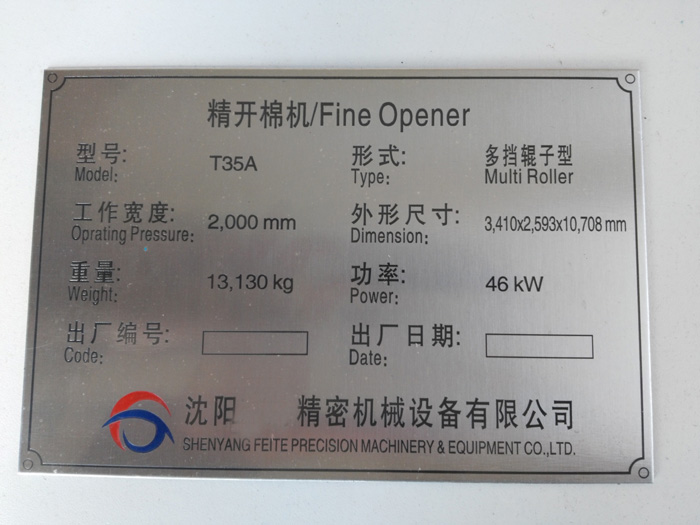 精开棉机/Fine Opener
型号: T35A 形式: 多挡辊子型
Model: Type: Multi Roller
工作宽度: 2,000 mm 外形尺寸: 3,410x2,593x10,708 mm
Oprating Pressure: Dimension:
重量: 13,130 kg 功率: 46 kW
Weight: Power:
出厂编号: 出厂日期:
Code: Date:
沈阳 精密机械设备有限公司
SHENYANG FEITE PRECISION MACHINERY & EQUIPMENT CO.,LTD.